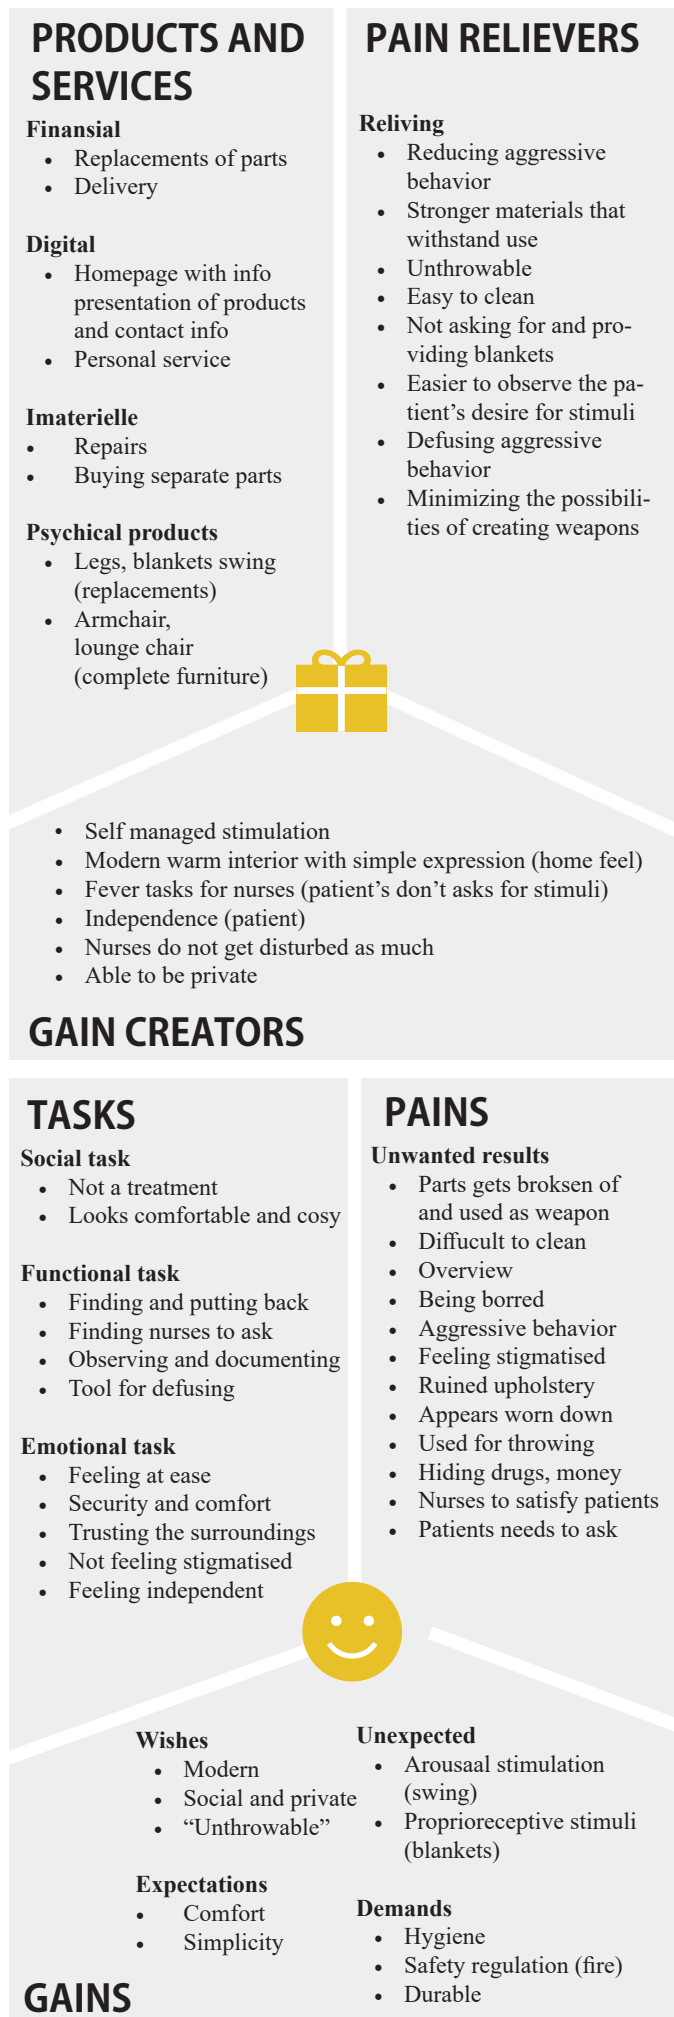 PRODUCTS AND
SERVICES
Finansial
• Replacements of parts
• Delivery
Digital
• Homepage with info
presentation of products
and contact info
• Personal service
Imaterielle
• Repairs
• Buying separate parts
Psychical products
• Legs, blankets swing
(replacements)
• Armchair,
lounge chair
(complete furniture)
PAIN RELIEVERS
Reliving
• Reducing aggressive
behavior
• Stronger materials that
withstand use
• Unthrowable
• Easy to clean
• Not asking for and pro-
viding blankets
• Easier to observe the pa-
tient’s desire for stimuli
• Defusing aggressive
behavior
• Minimizing the possibili-
ties of creating weapons
• Self managed stimulation
• Modern warm interior with simple expression (home feel)
• Fever tasks for nurses (patient’s don’t asks for stimuli)
• Independence (patient)
• Nurses do not get disturbed as much
• Able to be private
GAIN CREATORS
TASKS
Social task
• Not a treatment
• Looks comfortable and cosy
Functional task
• Finding and putting back
• Finding nurses to ask
• Observing and documenting
• Tool for defusing
Emotional task
• Feeling at ease
• Security and comfort
• Trusting the surroundings
• Not feeling stigmatised
• Feeling independent
PAINS
Unwanted results
• Parts gets broksen of
and used as weapon
• Diffucult to clean
• Overview
• Being borred
• Aggressive behavior
• Feeling stigmatised
• Ruined upholstery
• Appears worn down
• Used for throwing
• Hiding drugs, money
• Nurses to satisfy patients
• Patients needs to ask
Wishes
• Modern
• Social and private
• “Unthrowable”
Expectations
• Comfort
• Simplicity
Unexpected
• Arousaal stimulation
(swing)
• Proprioreceptive stimuli
(blankets)
Demands
• Hygiene
• Safety regulation (fire)
• Durable
GAINS